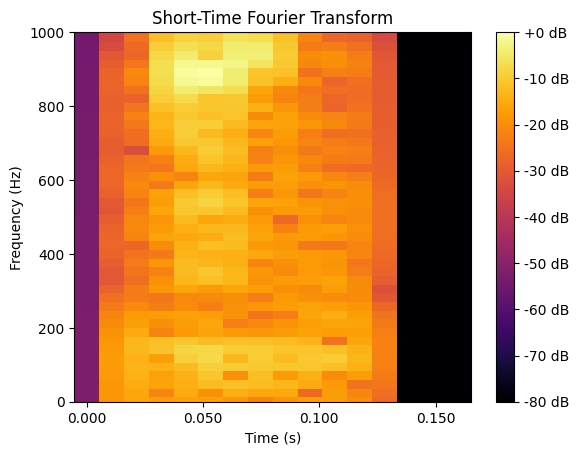 Short-Time Fourier Transform
1000
800
600
400
200
0
Frequency (Hz)
0.000
0.050
0.100
0.150
Time (s)
+0 dB
-10 dB
-20 dB
-30 dB
-40 dB
-50 dB
-60 dB
-70 dB
-80 dB